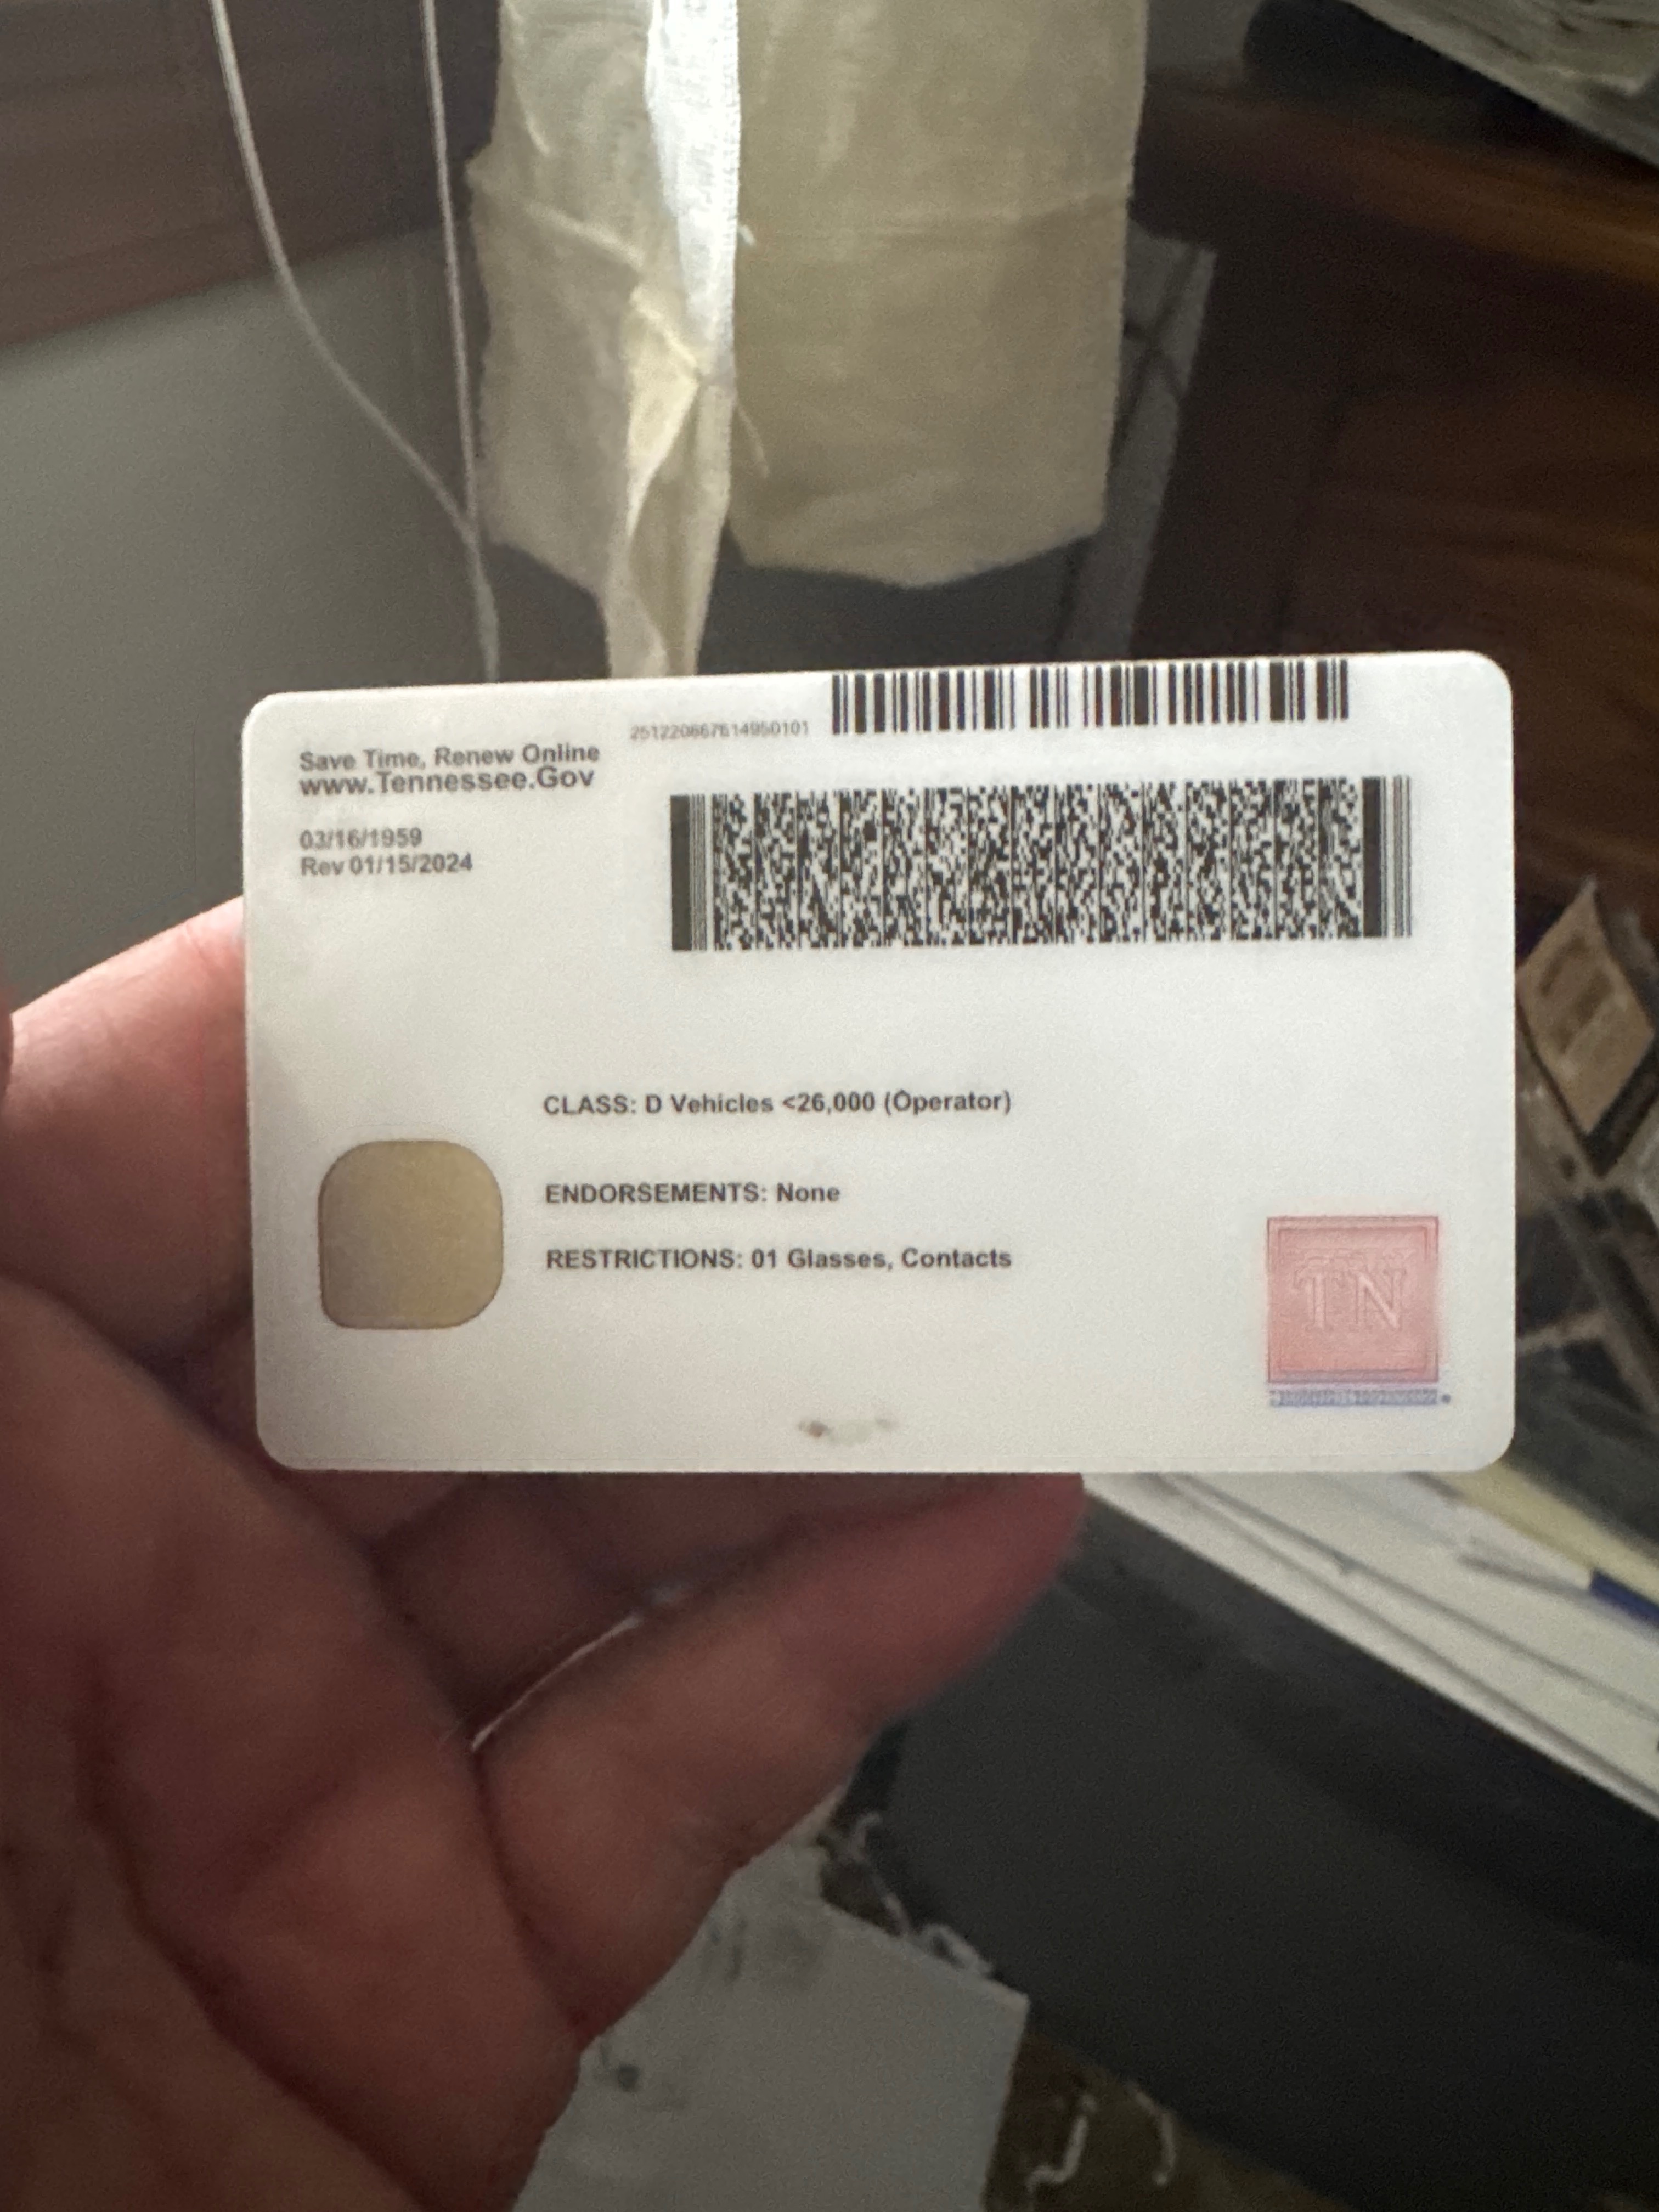 Save Time, Renew Online
www.Tennessee.Gov
03/16/1959
Rev 01/15/2024
251220667614950101
CLASS: D Vehicles <26,000 (Operator)
ENDORSEMENTS: None
RESTRICTIONS: 01 Glasses, Contacts
TN